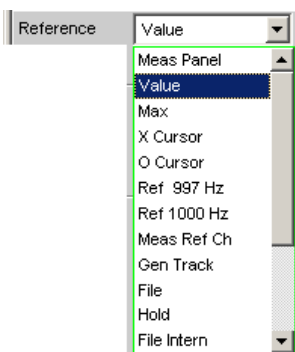 Reference Value
Meas Panel
Value
Max
X Cursor
O Cursor
Ref 997 Hz
Ref 1000 Hz
Meas Ref Ch
Gen Track
File
Hold
File Intern